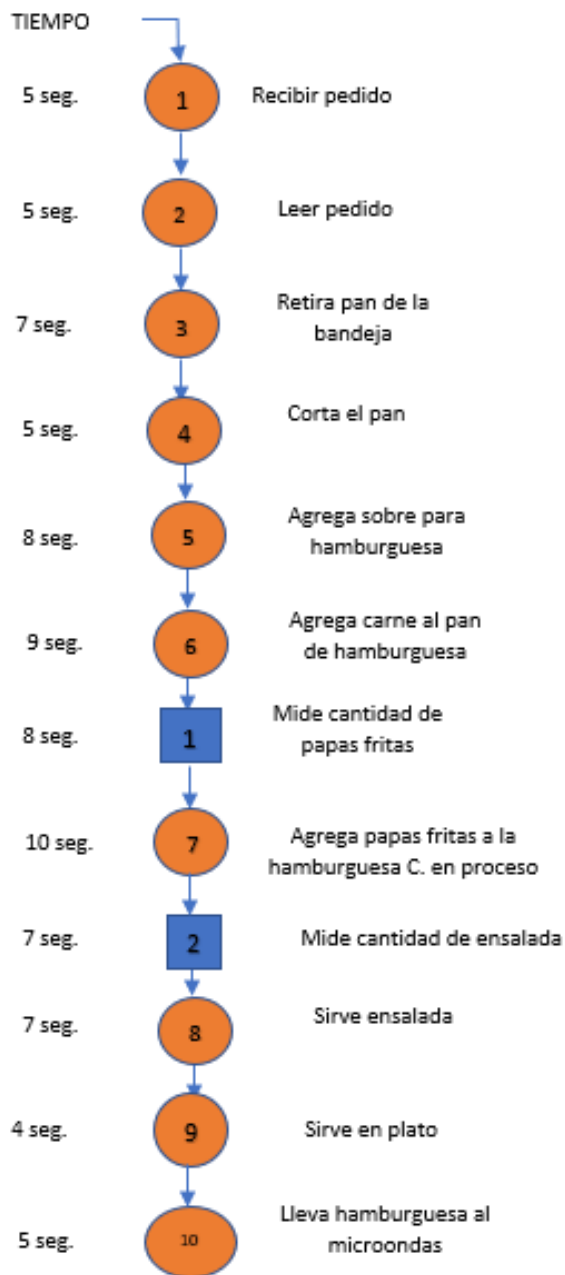 TIEMPO
5 seg. 1 Recibir pedido
5 seg. 2 Leer pedido
7 seg. 3 Retira pan de la
bandeja
5 seg. 4 Corta el pan
8 seg. 5 Agrega sobre para
hamburguesa
9 seg. 6 Agrega carne al pan
de hamburguesa
8 seg. 1 Mide cantidad de
papas fritas
10 seg. 7 Agrega papas fritas a la
hamburguesa C. en proceso
7 seg. 2 Mide cantidad de ensalada
7 seg. 8 Sirve ensalada
4 seg. 9 Sirve en plato
5 seg. 10 Lleva hamburguesa al
microondas